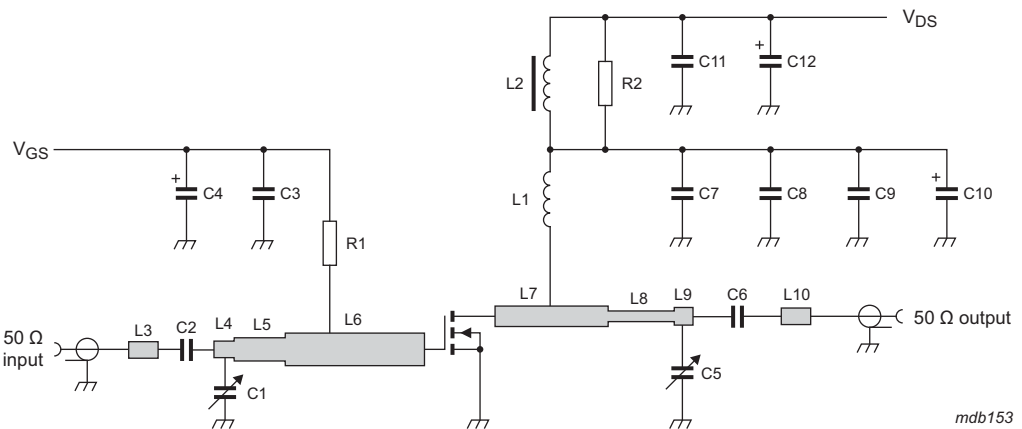 V_DS
L2
R2
C11
+
C12
V_GS
+
C4
C3
R1
L1
C7
C8
C9
+
C10
50 Ω
input
L3
C2
L4
L5
L6
C1
L7
L8
L9
C6
L10
50 Ω output
C5
mdb153